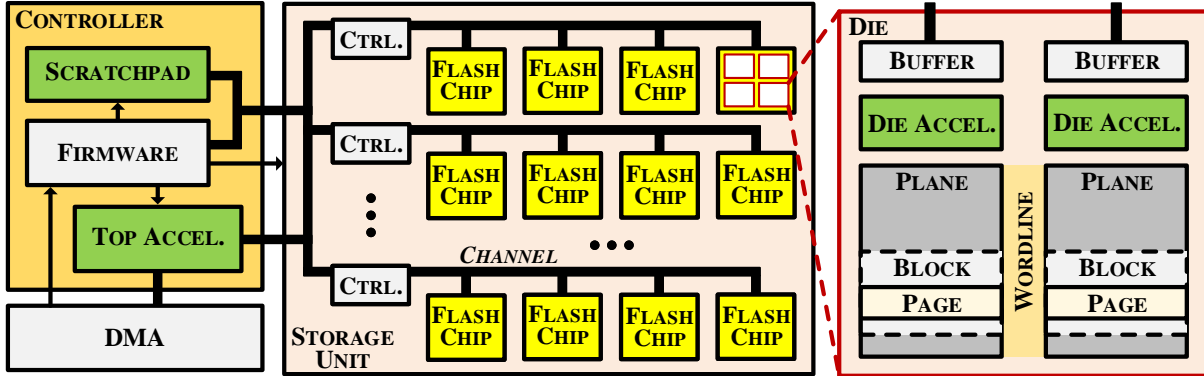 CONTROLLER
SCRATCHPAD
FIRMWARE
TOP ACCEL.
DMA
CTRL.
FLASH
CHIP
FLASH
CHIP
FLASH
CHIP
CTRL.
FLASH
CHIP
FLASH
CHIP
FLASH
CHIP
FLASH
CHIP
CHANNEL
CTRL.
FLASH
CHIP
FLASH
CHIP
FLASH
CHIP
FLASH
CHIP
STORAGE
UNIT
DIE
BUFFER
DIE ACCEL.
PLANE
BLOCK
PAGE
WORDLINE
BUFFER
DIE ACCEL.
PLANE
BLOCK
PAGE